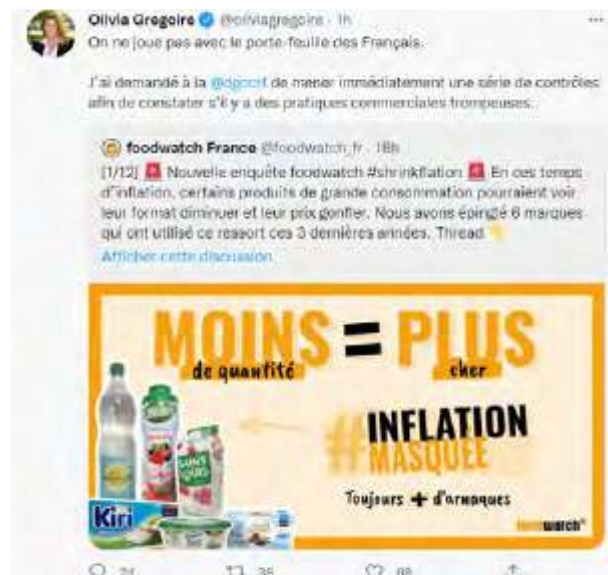 Olivia Gregoire @oliviagregoire · 1h
On ne joue pas avec le porte-feuille des Français.
J'ai demandé à la @dgccrf de mener immédiatement une série de contrôles
afin de constater s'il y a des pratiques commerciales trompeuses.
foodwatch France @foodwatch_fr · 18h
[1/12] 🚨 Nouvelle enquête foodwatch #shrinkflation 🚨 En ces temps
d'inflation, certains produits de grande consommation pourraient voir
leur format diminuer et leur prix gonfler. Nous avons épinglé 6 marques
qui ont utilisé ce ressort ces 3 dernières années. Thread 👇
Afficher cette discussion
MOINS = PLUS
de quantité cher
#INFLATION
MASQUÉE
Toujours + d'arnaques
foodwatch®
SAINT LOUIS
Kiri
38